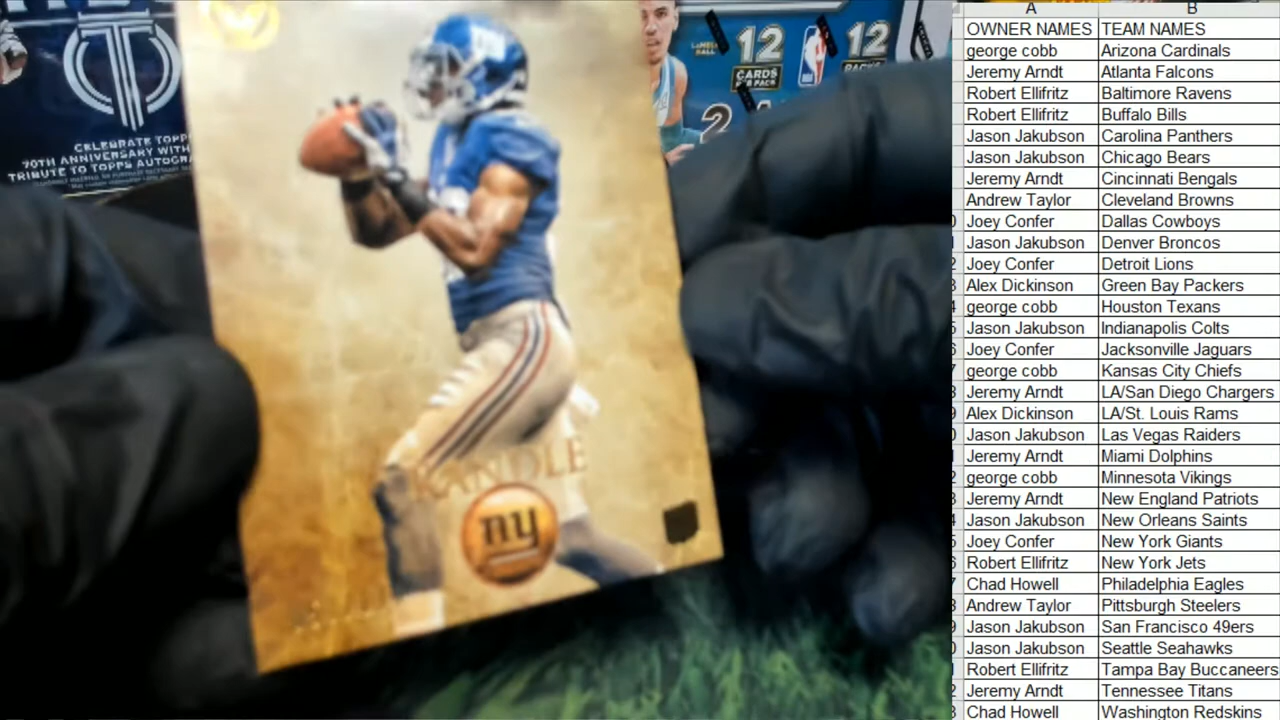 CELEBRATE TOPP
70TH ANNIVERSARY WITH
TRIBUTE TO TOPPS AUTOGRA
LaMELO
BALL
12
CARDS
PER PACK
12
RANDLE
ny
A B
OWNER NAMES TEAM NAMES
george cobb Arizona Cardinals
Jeremy Arndt Atlanta Falcons
Robert Ellifritz Baltimore Ravens
Robert Ellifritz Buffalo Bills
Jason Jakubson Carolina Panthers
Jason Jakubson Chicago Bears
Jeremy Arndt Cincinnati Bengals
Andrew Taylor Cleveland Browns
Joey Confer Dallas Cowboys
Jason Jakubson Denver Broncos
Joey Confer Detroit Lions
Alex Dickinson Green Bay Packers
george cobb Houston Texans
Jason Jakubson Indianapolis Colts
Joey Confer Jacksonville Jaguars
george cobb Kansas City Chiefs
Jeremy Arndt LA/San Diego Chargers
Alex Dickinson LA/St. Louis Rams
Jason Jakubson Las Vegas Raiders
Jeremy Arndt Miami Dolphins
george cobb Minnesota Vikings
Jeremy Arndt New England Patriots
Jason Jakubson New Orleans Saints
Joey Confer New York Giants
Robert Ellifritz New York Jets
Chad Howell Philadelphia Eagles
Andrew Taylor Pittsburgh Steelers
Jason Jakubson San Francisco 49ers
Jason Jakubson Seattle Seahawks
Robert Ellifritz Tampa Bay Buccaneers
Jeremy Arndt Tennessee Titans
Chad Howell Washington Redskins